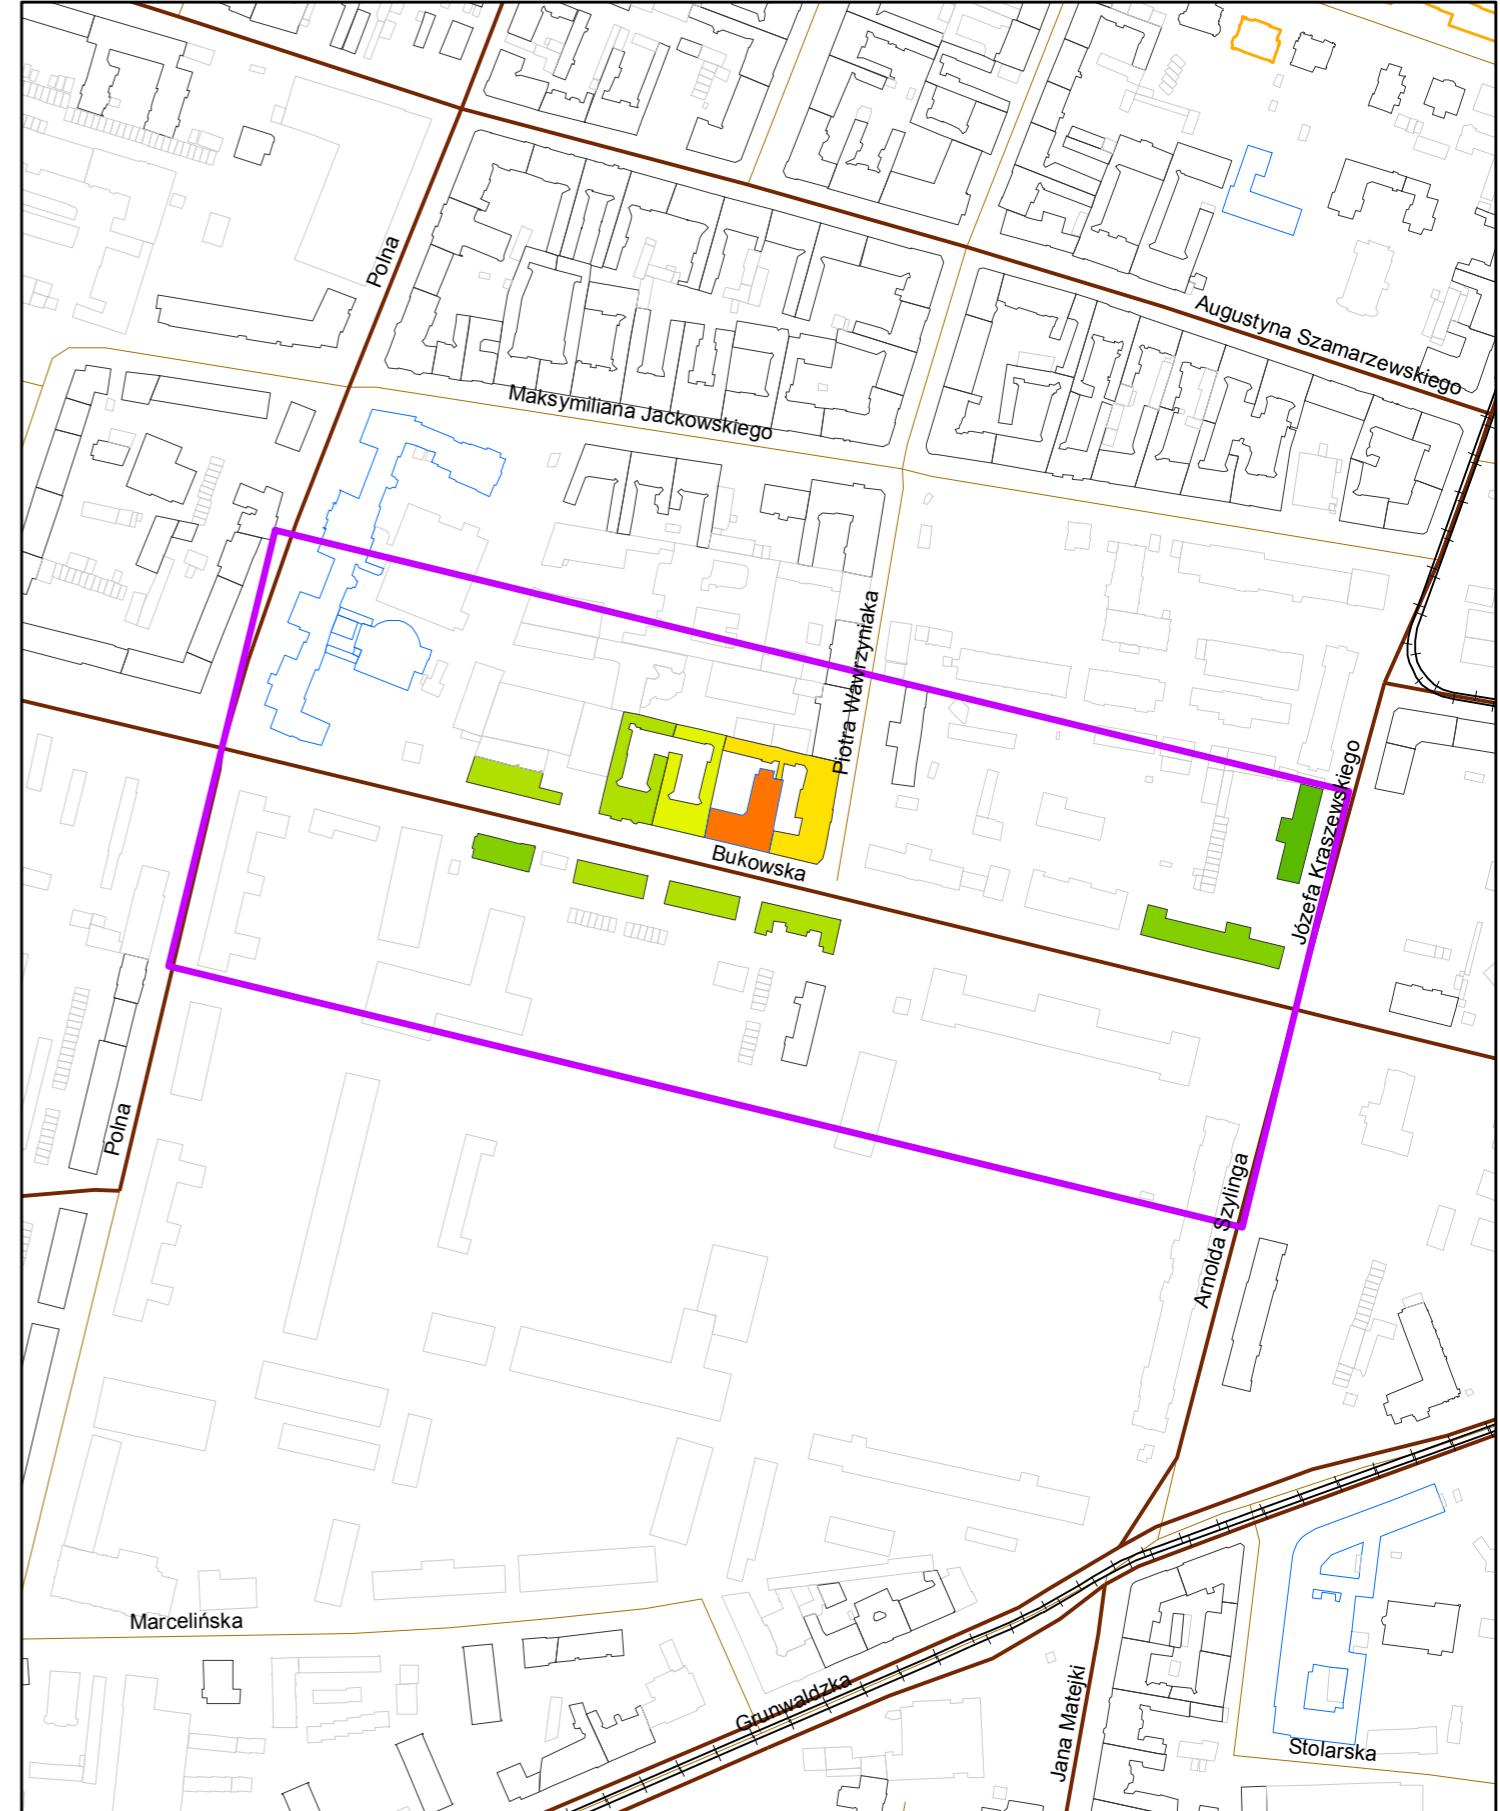 Polna
Augustyna Szamarzewskiego
Maksymiliana Jackowskiego
Piotra Wawrzyniaka
Józefa Kraszewskiego
Bukowska
Polna
Arnolda Szylinga
Marcelińska
Grunwaldzka
Jana Matejki
Stolarska